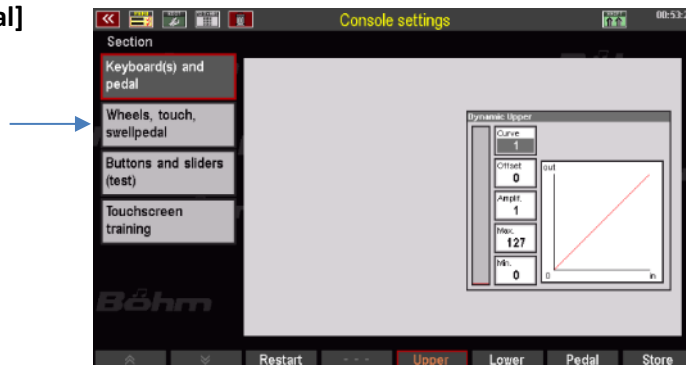 al]
Console settings
00:53:2
Section
Keyboard(s) and
pedal
Wheels, touch,
swellpedal
Buttons and sliders
(test)
Touchscreen
training
Böhm
Dynamic Upper
Curve
1
Offset
0
Amplif.
1
Max.
127
Min.
0
out
0
in
Restart
- - -
Upper
Lower
Pedal
Store